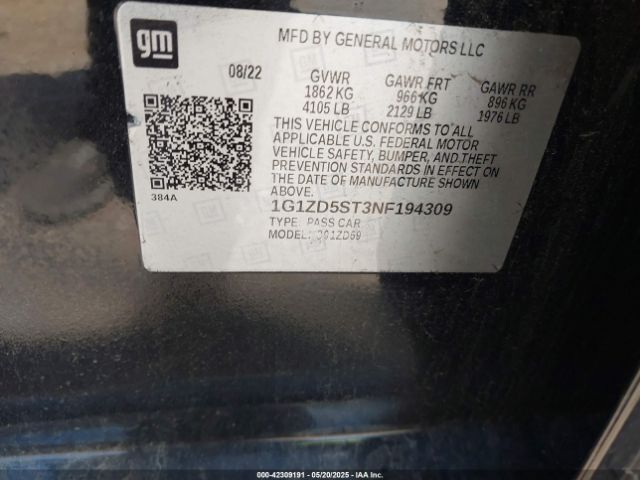 gm
MFD BY GENERAL MOTORS LLC
08/22 GVWR GAWR FRT GAWR RR
1862 KG 966 KG 896 KG
4105 LB 2129 LB 1976 LB
THIS VEHICLE CONFORMS TO ALL
APPLICABLE U.S. FEDERAL MOTOR
VEHICLE SAFETY, BUMPER, AND THEFT
PREVENTION STANDARDS IN EFFECT ON
THE DATE OF MANUFACTURE SHOWN
ABOVE.
384A
1G1ZD5ST3NF194309
TYPE: PASS CAR
MODEL:
000-42309191 - 05/20/2025 - IAA Inc.